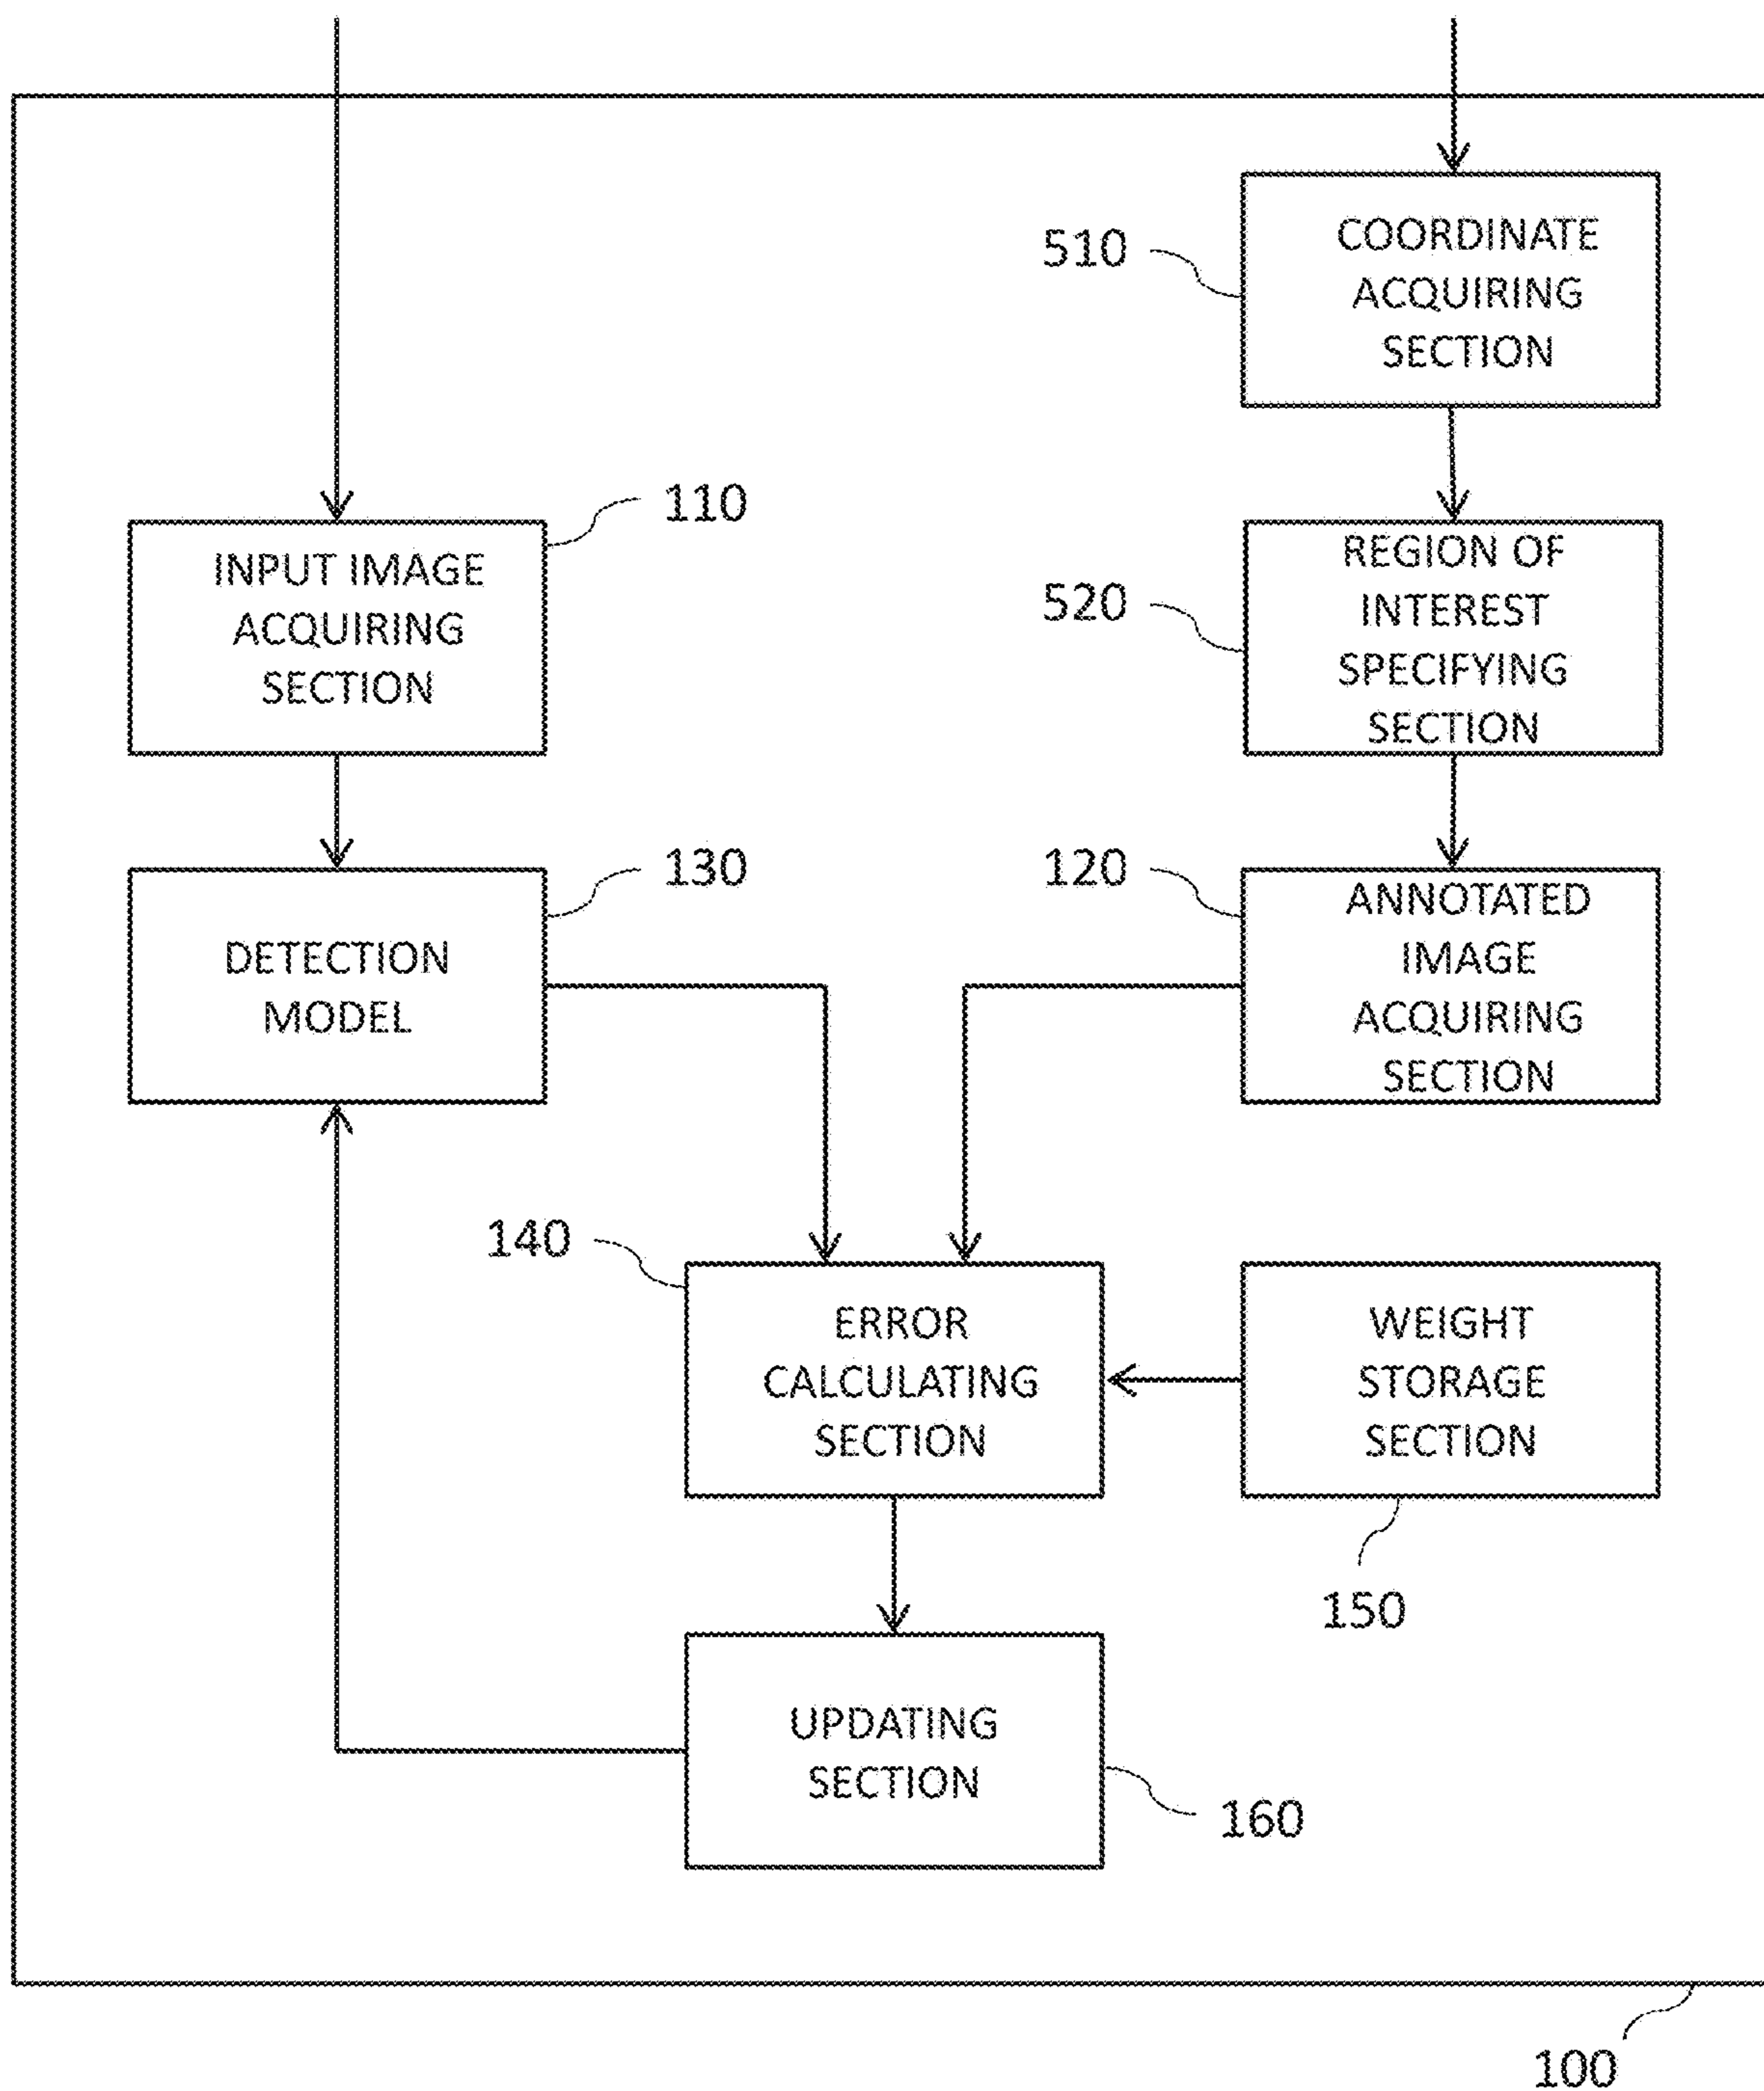 510
COORDINATE
ACQUIRING
SECTION
110
INPUT IMAGE
ACQUIRING
SECTION
520
REGION OF
INTEREST
SPECIFYING
SECTION
130
DETECTION
MODEL
120
ANNOTATED
IMAGE
ACQUIRING
SECTION
140
ERROR
CALCULATING
SECTION
WEIGHT
STORAGE
SECTION
150
UPDATING
SECTION
160
100